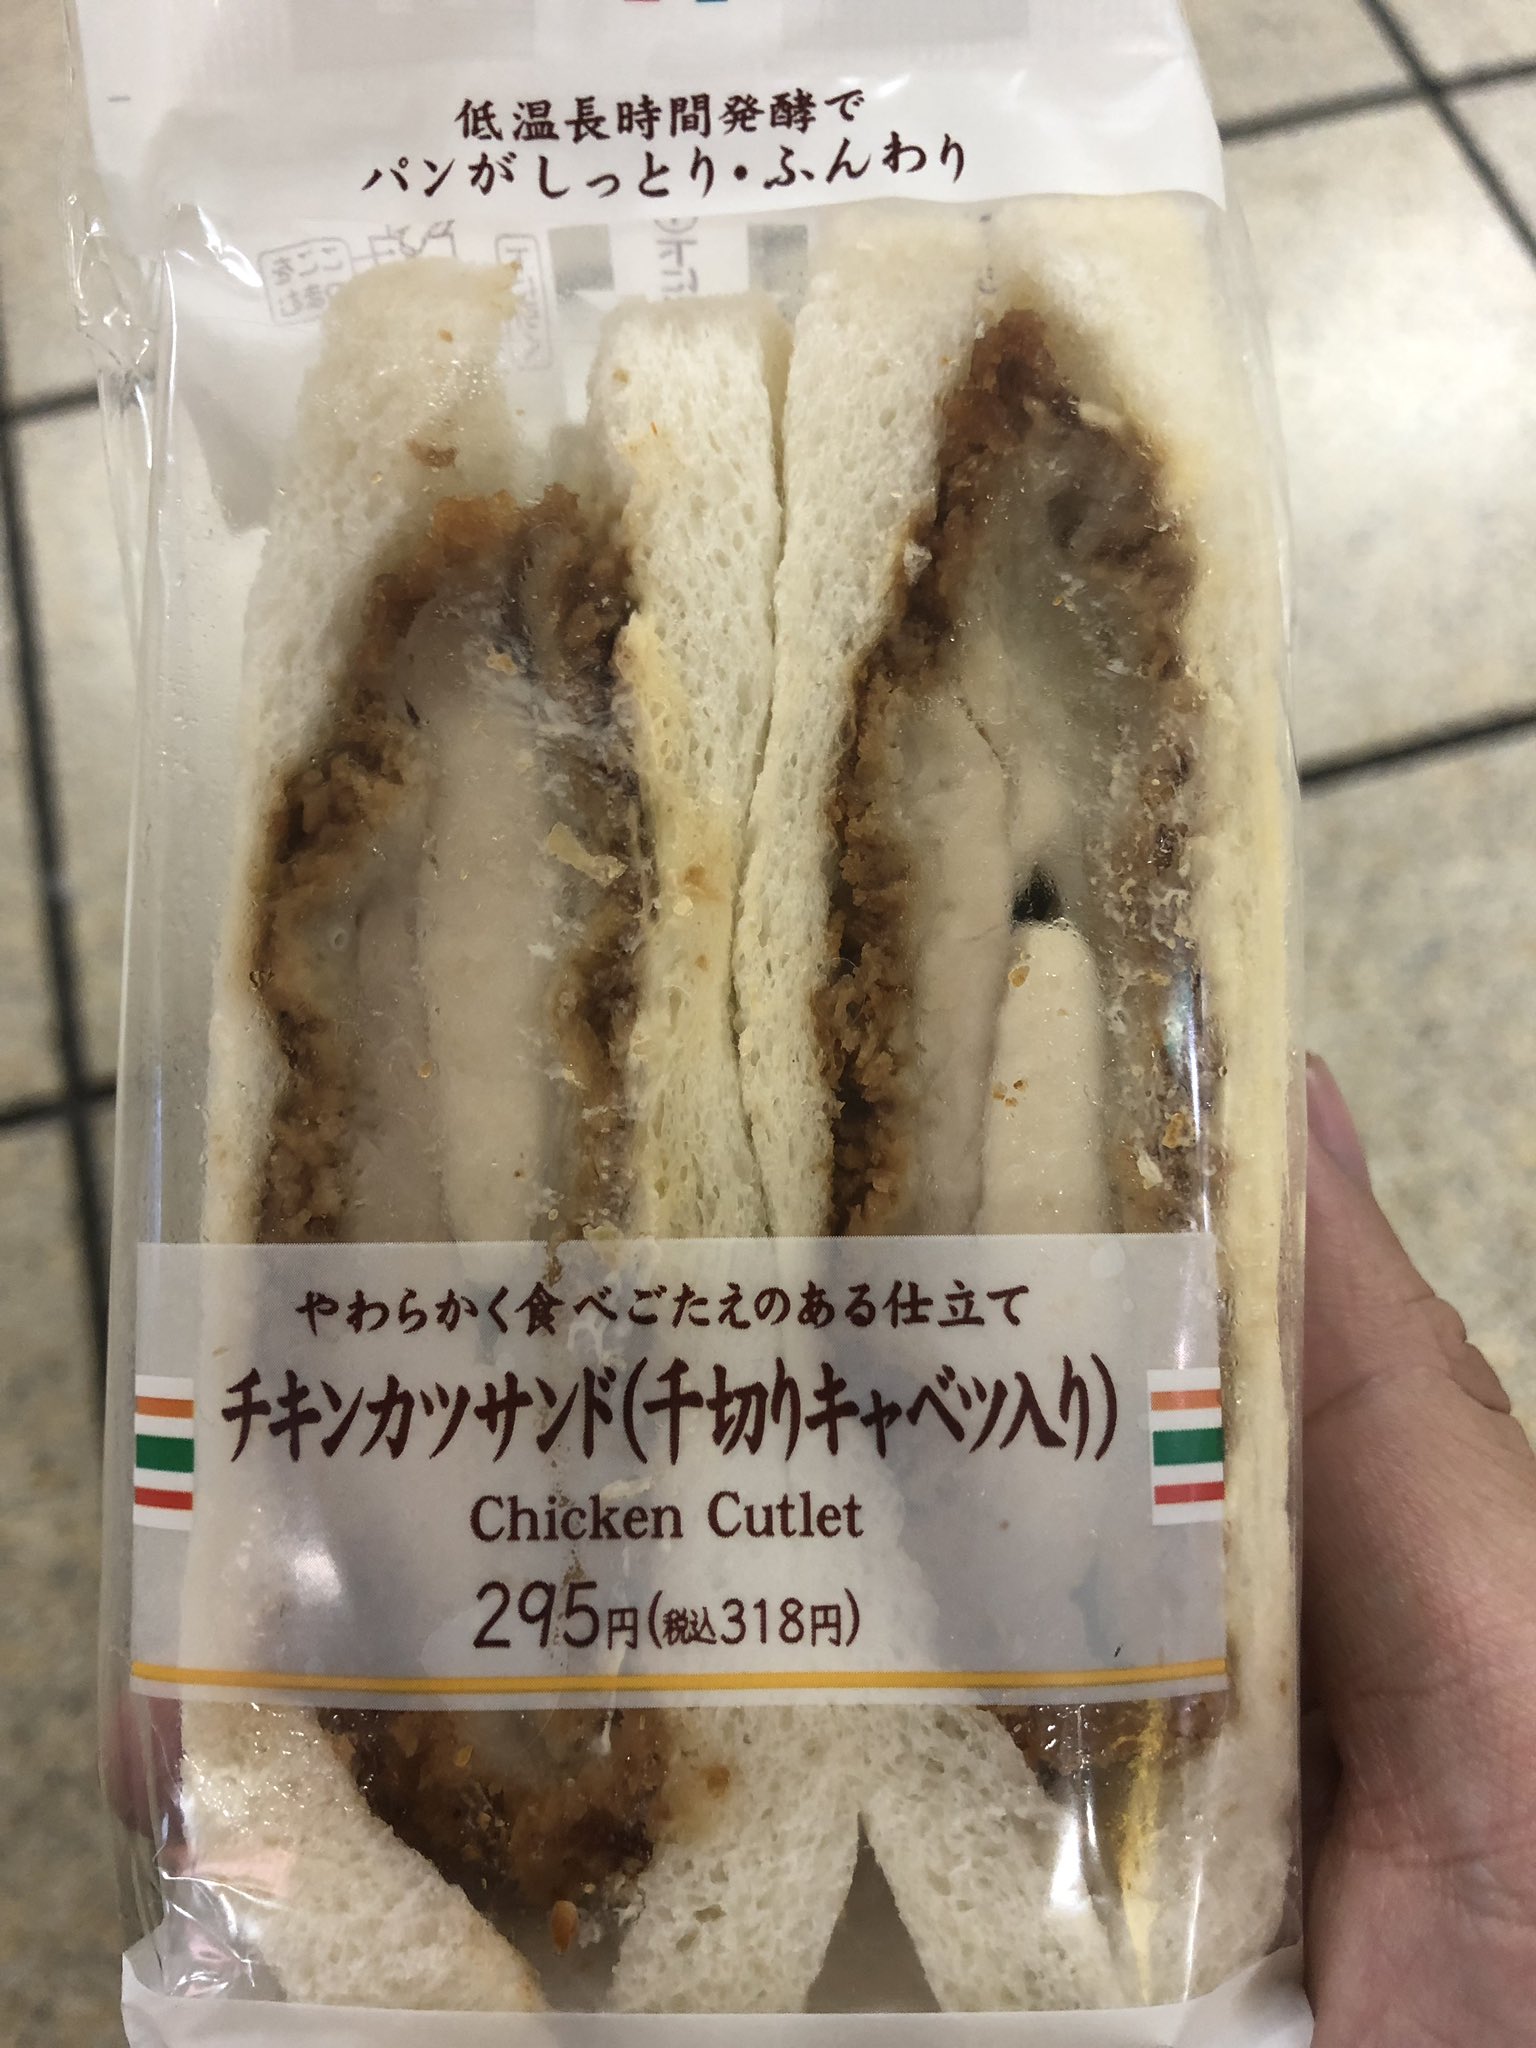 低温長時間発酵で
パンがしっとり・ふんわり
やわらかく食べごたえのある仕立て
チキンカツサンド(千切りキャベツ入り)
Chicken Cutlet
295円(税込318円)